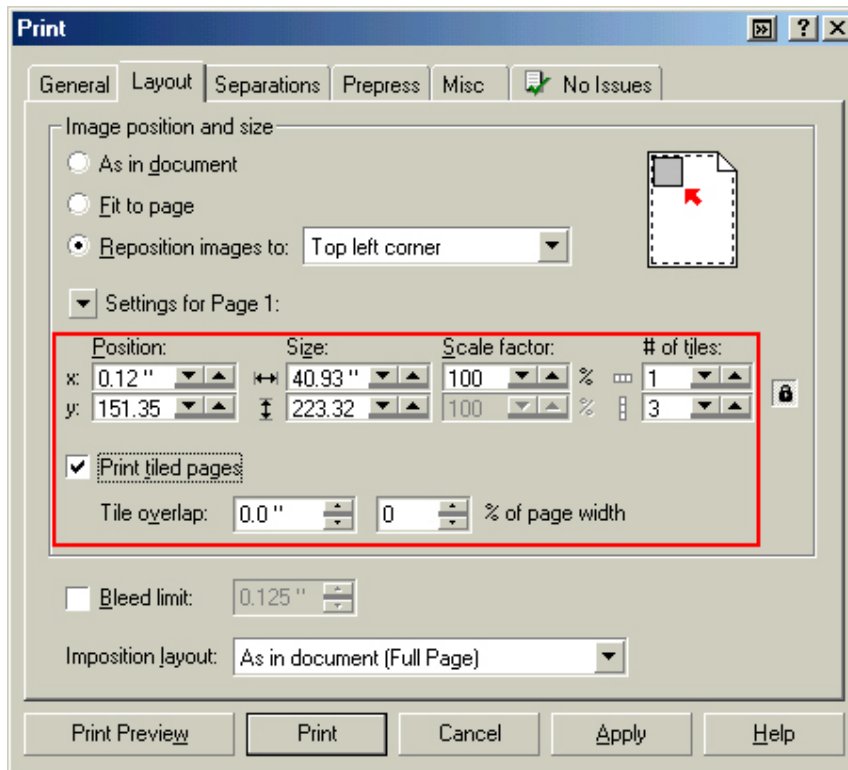 Print
General Layout Separations Prepress Misc No Issues
Image position and size
As in document
Fit to page
Reposition images to: Top left corner
Settings for Page 1:
Position: Size: Scale factor: # of tiles:
x: 0.12 " 40.93 " 100 % 1
y: 151.35 223.32 100 % 3
Print tiled pages
Tile overlap: 0.0 " 0 % of page width
Bleed limit: 0.125 "
Imposition layout: As in document (Full Page)
Print Preview Print Cancel Apply Help